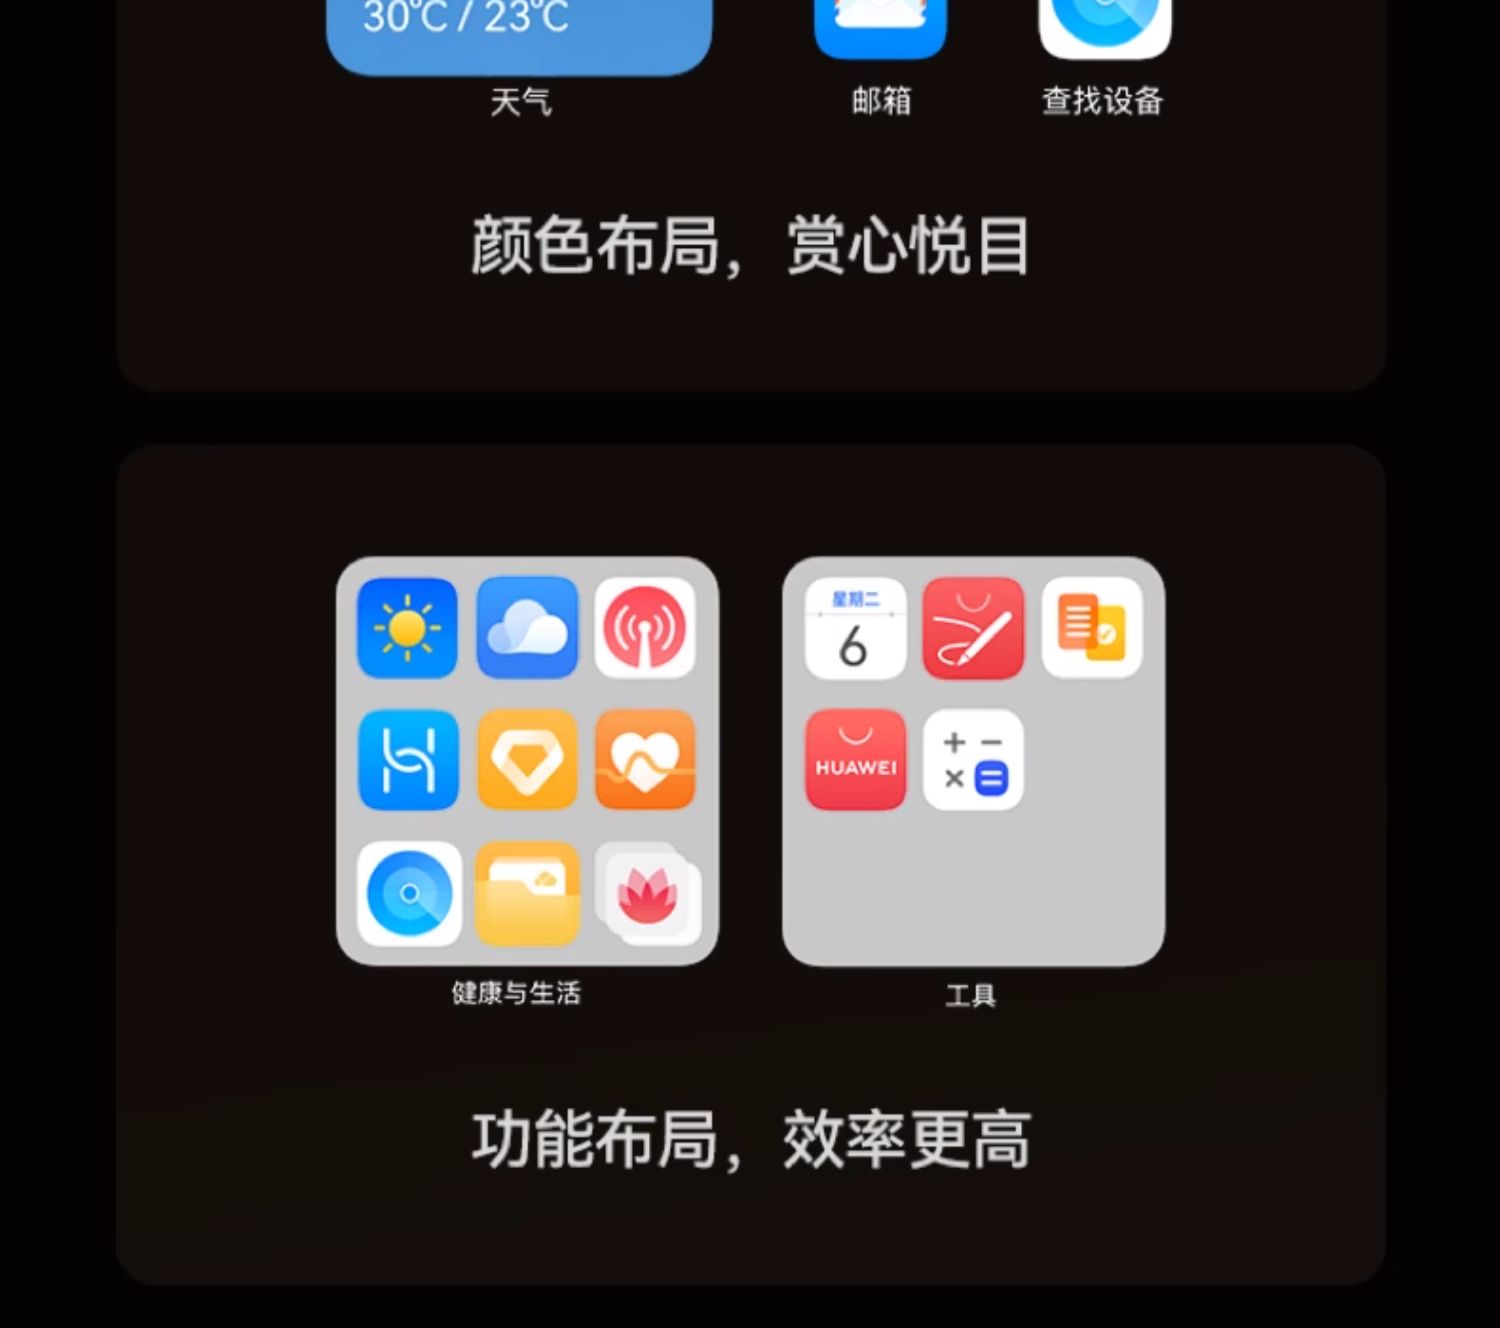 30℃ / 23℃
天气
邮箱
查找设备
颜色布局，赏心悦目
星期二
6
HUAWEI
健康与生活
工具
功能布局，效率更高